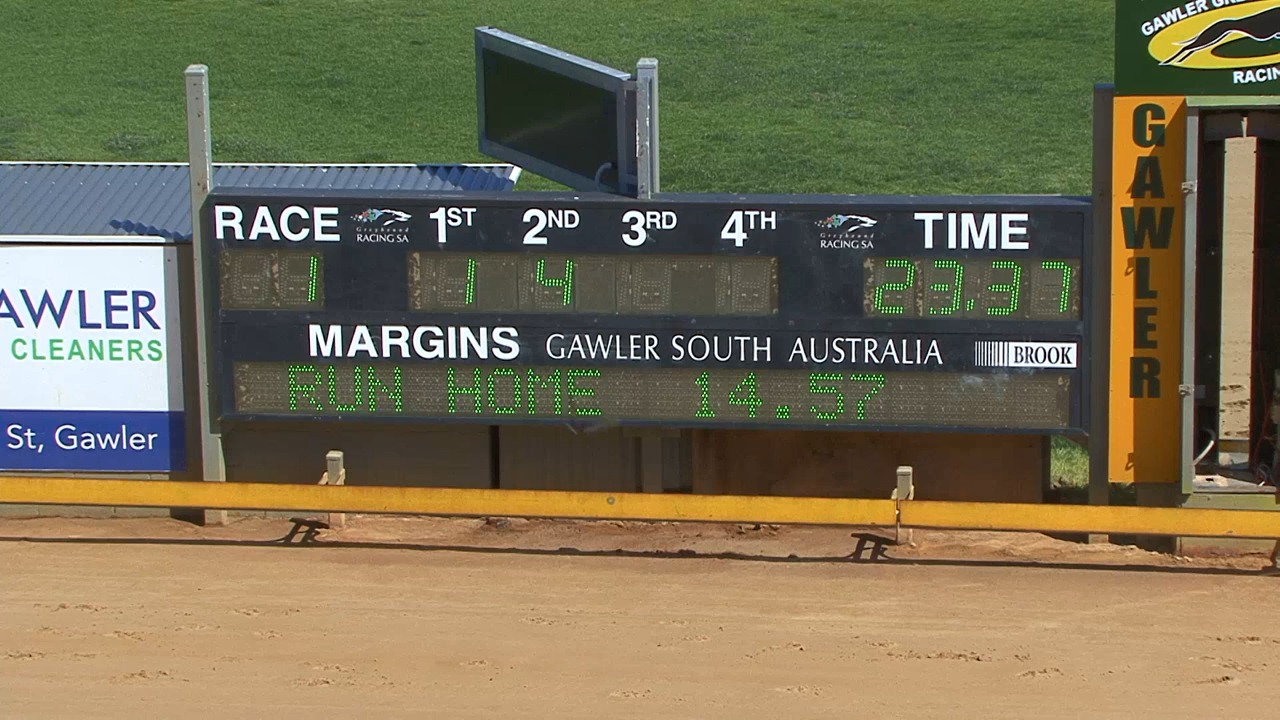 GAWLER
RACIN
GAWLER
RACE
Greyhound
RACING SA
1ST 2ND 3RD 4TH
Greyhound
RACING SA
TIME
1 1 4 23.37
MARGINS GAWLER SOUTH AUSTRALIA BROOK
RUN HOME 14.57
AWLER
CLEANERS
St, Gawler